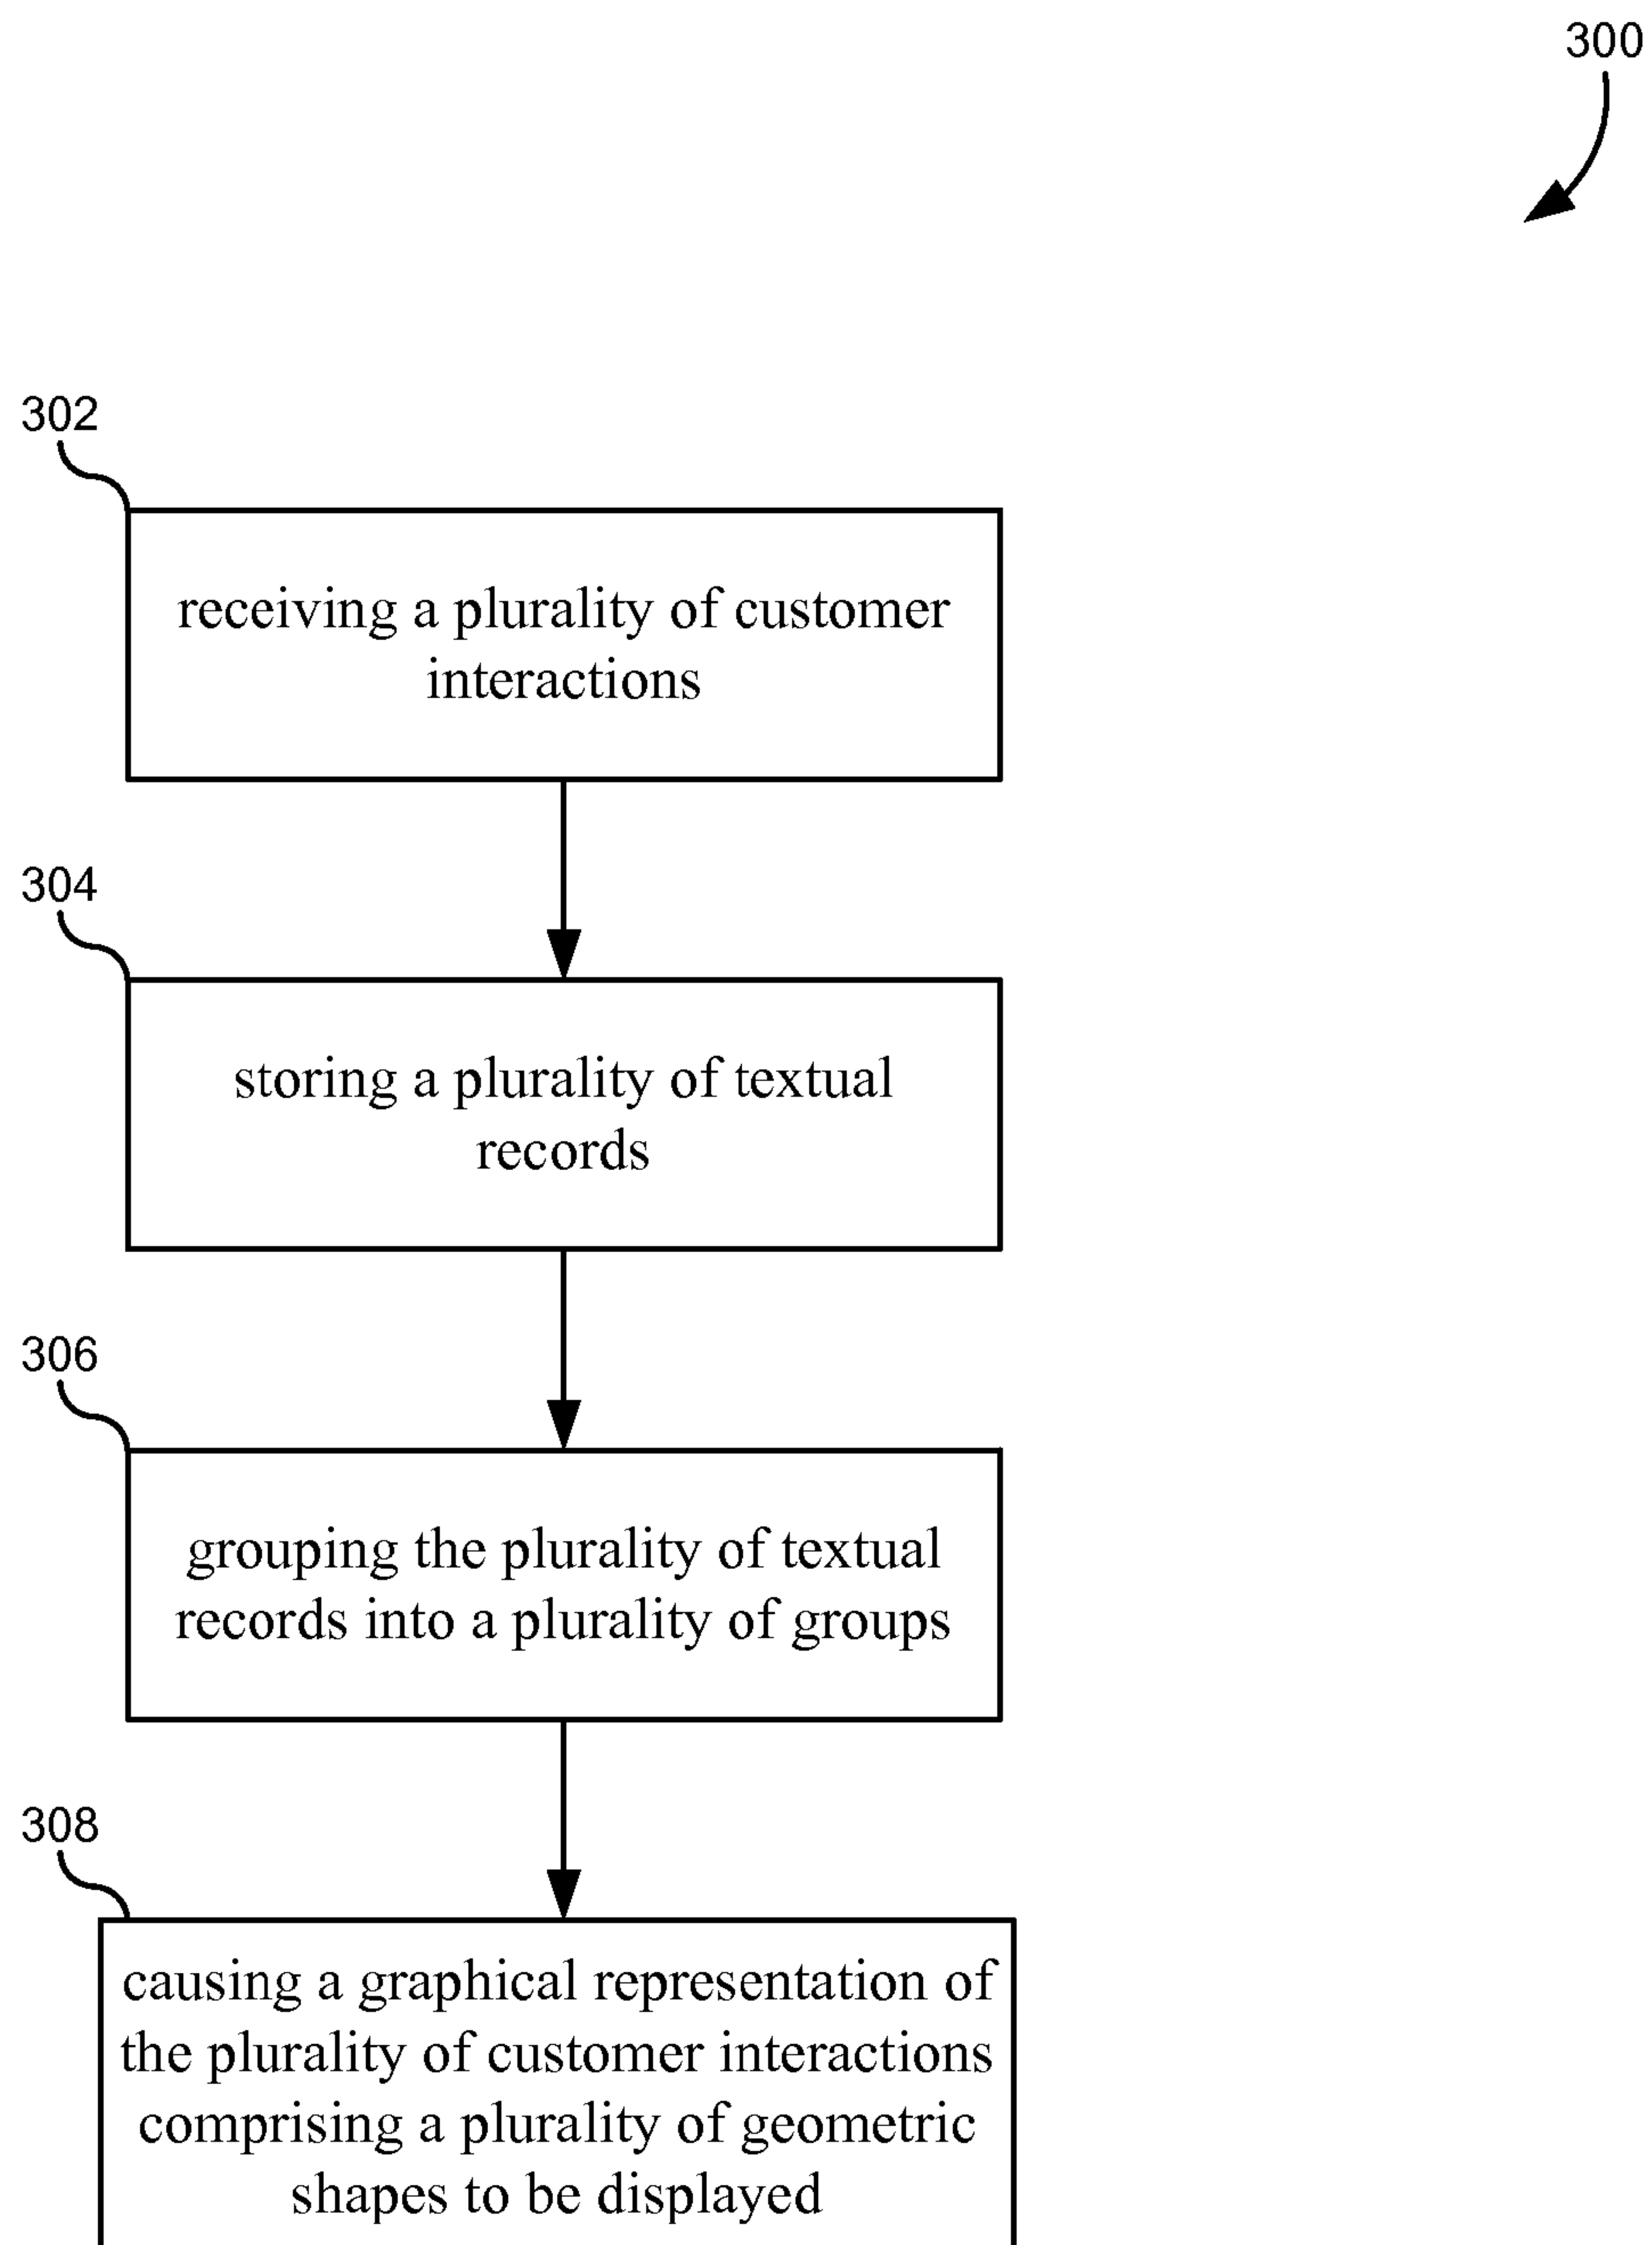 300
302
receiving a plurality of customer
interactions
304
storing a plurality of textual
records
306
grouping the plurality of textual
records into a plurality of groups
308
causing a graphical representation of
the plurality of customer interactions
comprising a plurality of geometric
shapes to be displayed